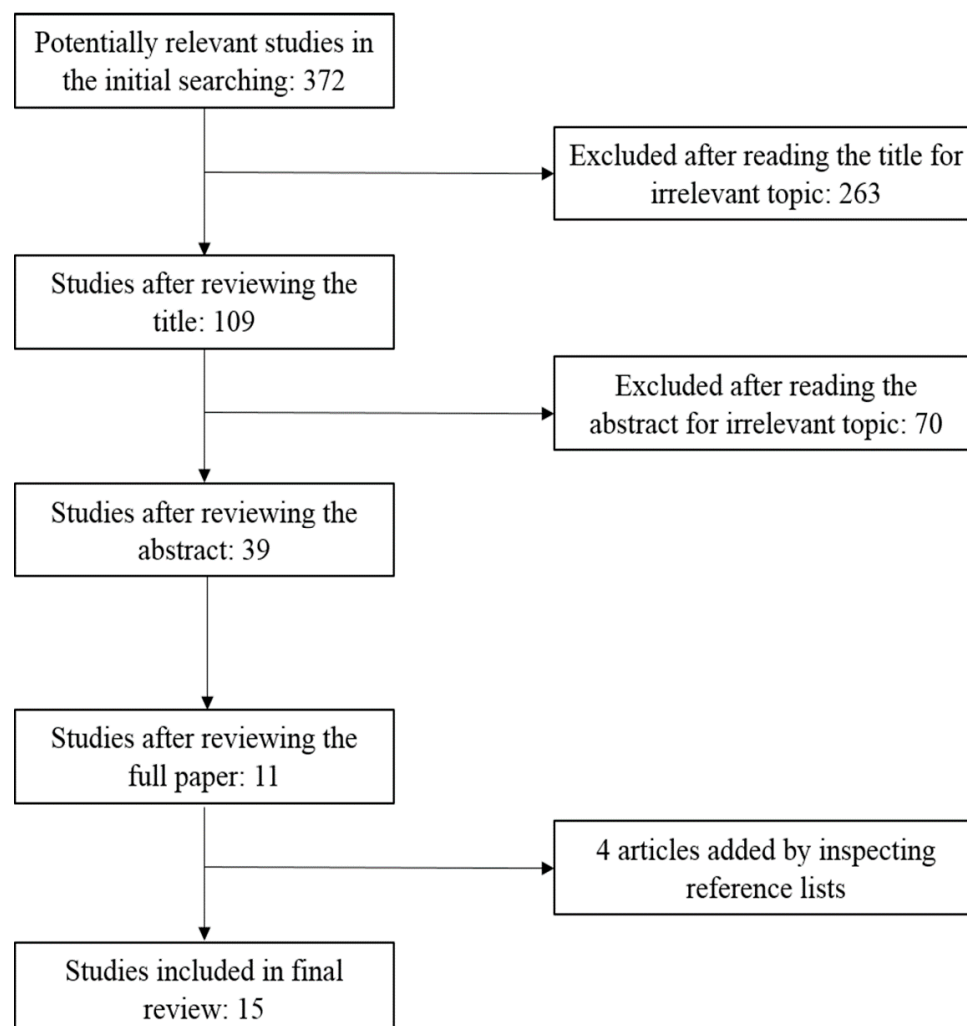 Potentially relevant studies in
the initial searching: 372
Excluded after reading the title for
irrelevant topic: 263
Studies after reviewing the
title: 109
Excluded after reading the
abstract for irrelevant topic: 70
Studies after reviewing the
abstract: 39
Studies after reviewing the
full paper: 11
4 articles added by inspecting
reference lists
Studies included in final
review: 15